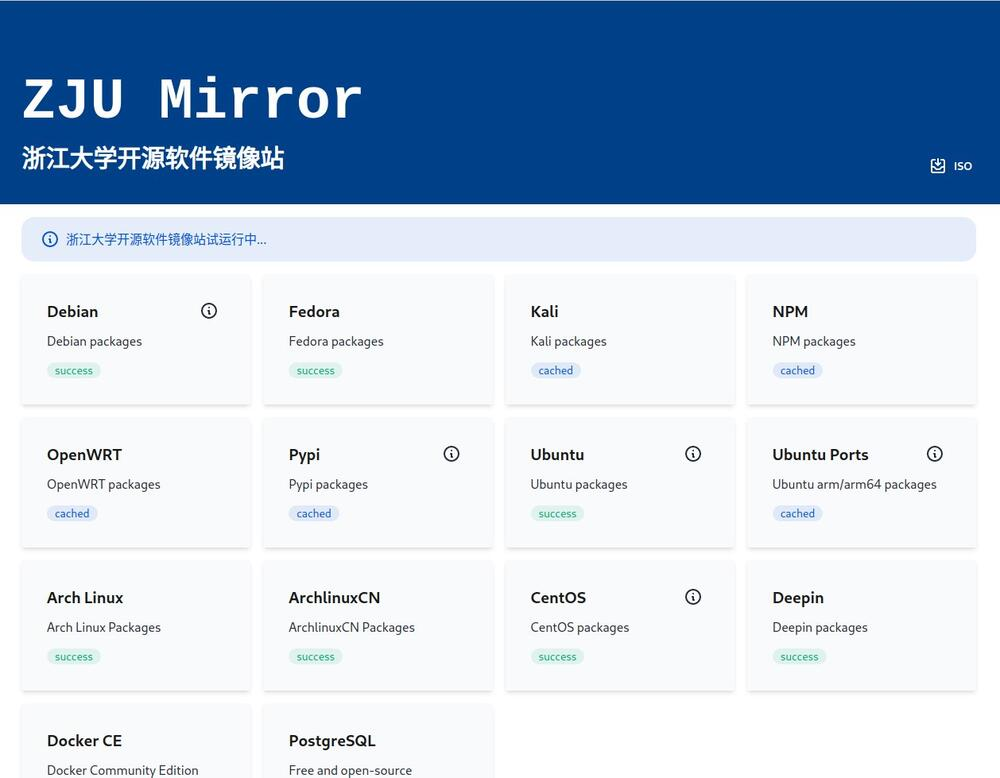 ZJU Mirror
浙江大学开源软件镜像站
ISO
浙江大学开源软件镜像站试运行中...
Debian
Debian packages
success
Fedora
Fedora packages
success
Kali
Kali packages
cached
NPM
NPM packages
cached
OpenWRT
OpenWRT packages
cached
Pypi
Pypi packages
cached
Ubuntu
Ubuntu packages
success
Ubuntu Ports
Ubuntu arm/arm64 packages
cached
Arch Linux
Arch Linux Packages
success
ArchlinuxCN
ArchlinuxCN Packages
success
CentOS
CentOS packages
success
Deepin
Deepin packages
success
Docker CE
Docker Community Edition
PostgreSQL
Free and open-source